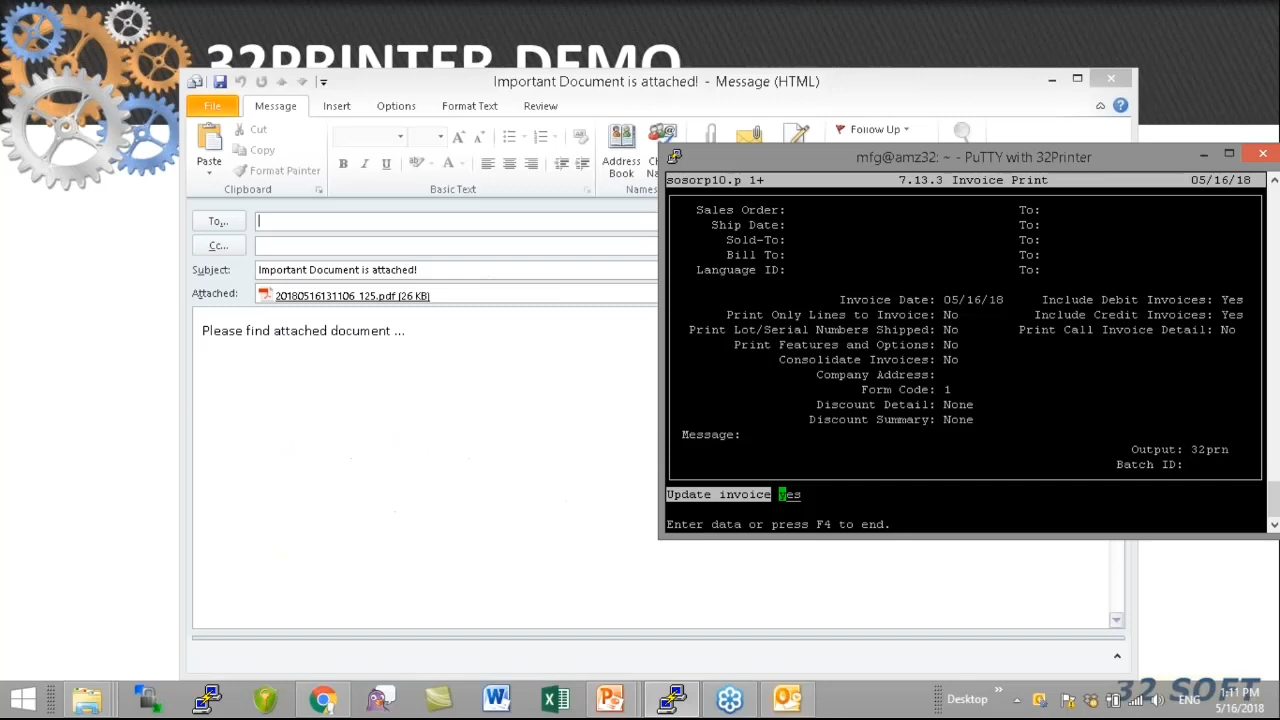 32PRINTER DEMO
Important Document is attached! - Message (HTML)
File Message Insert Options Format Text Review
Paste
Cut
Copy
Format Painter
Clipboard
B I U
Basic Text
Address
Book
Names
Follow Up
To...
Cc...
Subject: Important Document is attached!
Attached: 20180516131106_125.pdf (26 KB)
Please find attached document ...
mfg@amz32: ~ - PuTTY with 32Printer
sosorp10.p 1+ 7.13.3 Invoice Print 05/16/18
Sales Order: To:
Ship Date: To:
Sold-To: To:
Bill To: To:
Language ID: To:
Invoice Date: 05/16/18 Include Debit Invoices: Yes
Print Only Lines to Invoice: No Include Credit Invoices: Yes
Print Lot/Serial Numbers Shipped: No Print Call Invoice Detail: No
Print Features and Options: No
Consolidate Invoices: No
Company Address:
Form Code: 1
Discount Detail: None
Discount Summary: None
Message:
Output: 32prn
Batch ID:
Update invoice yes
Enter data or press F4 to end.
32 SOFT
Desktop ENG 1:11 PM
5/16/2018